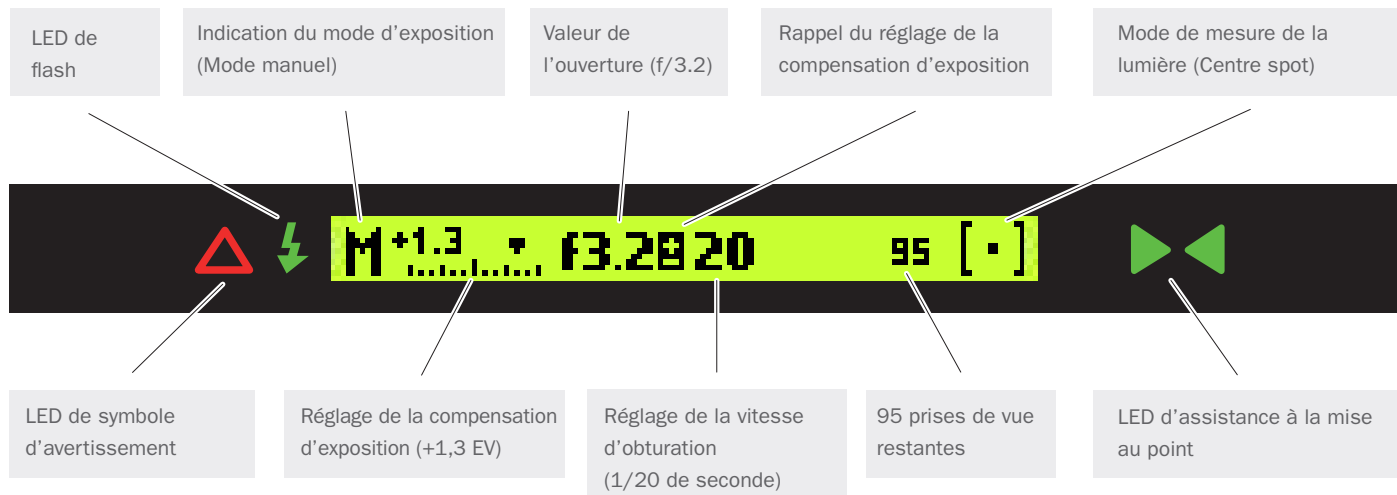 LED de
flash
Indication du mode d’exposition
(Mode manuel)
Valeur de
l’ouverture (f/3.2)
Rappel du réglage de la
compensation d’exposition
Mode de mesure de la
lumière (Centre spot)
M +1.3 f3.2 20 95 [ ]
LED de symbole
d’avertissement
Réglage de la compensation
d’exposition (+1,3 EV)
Réglage de la vitesse
d’obturation
(1/20 de seconde)
95 prises de vue
restantes
LED d’assistance à la mise
au point